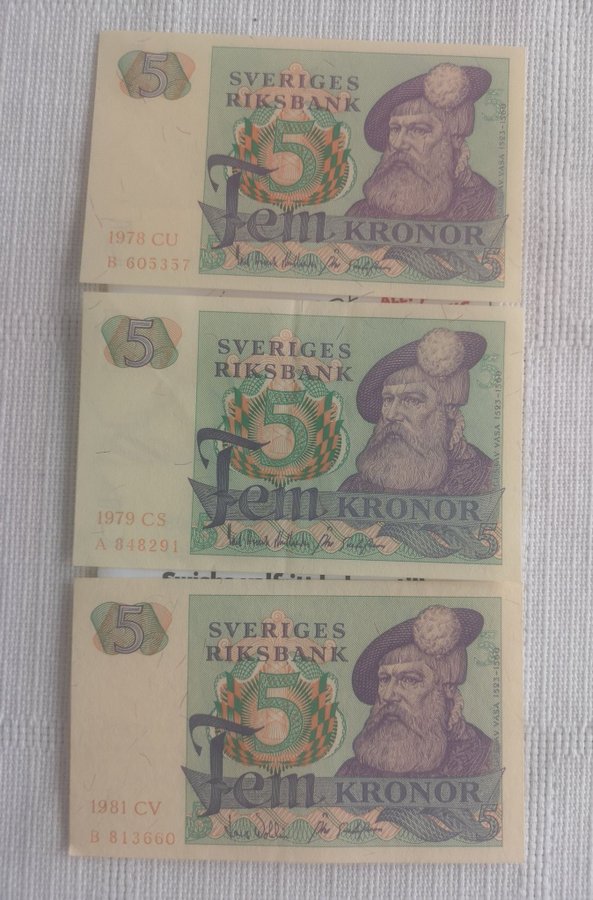 5
SVERIGES
RIKSBANK
5
GUSTAV VASA 1523-1560
Fem KRONOR
1978 CU
B 605357
5
5
SVERIGES
RIKSBANK
5
VASA 1523-1560
Fem KRONOR
1979 CS
A 848291
5
5
SVERIGES
RIKSBANK
5
VASA 1523-1560
Fem KRONOR
1981 CV
B 813660
5